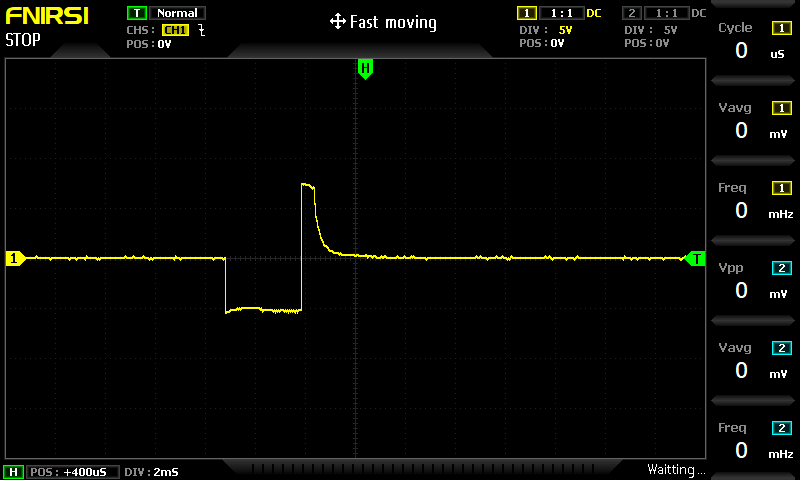 FNIRSI
STOP
T Normal
CHS: CH1
POS: 0V
Fast moving
1 1:1 DC
DIV: 5V
POS: 0V
2 1:1 DC
DIV: 5V
POS: 0V
H
1
T
Cycle 1
0 uS
Vavg 1
0 mV
Freq 1
0 mHz
Vpp 2
0 mV
Vavg 2
0 mV
Freq 2
0 mHz
H POS: +400uS DIV: 2mS
Waitting...